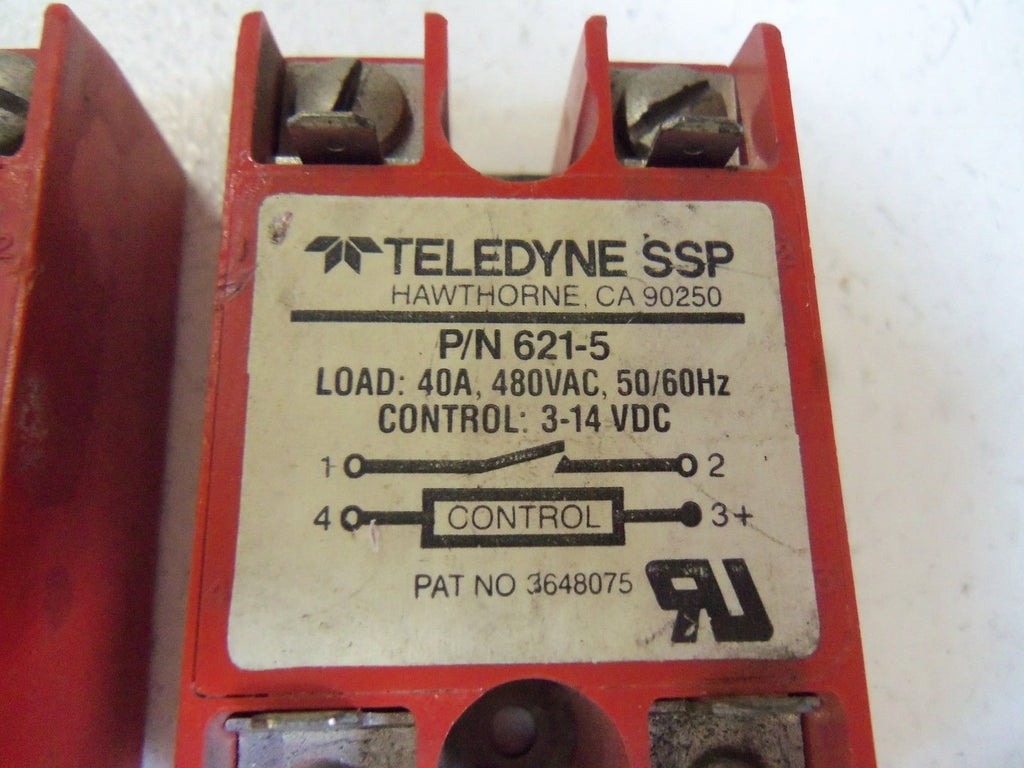 TELEDYNE SSP
HAWTHORNE, CA 90250
P/N 621-5
LOAD: 40A, 480VAC, 50/60Hz
CONTROL: 3-14 VDC
1 2
4 CONTROL 3+
PAT NO 3648075
RU